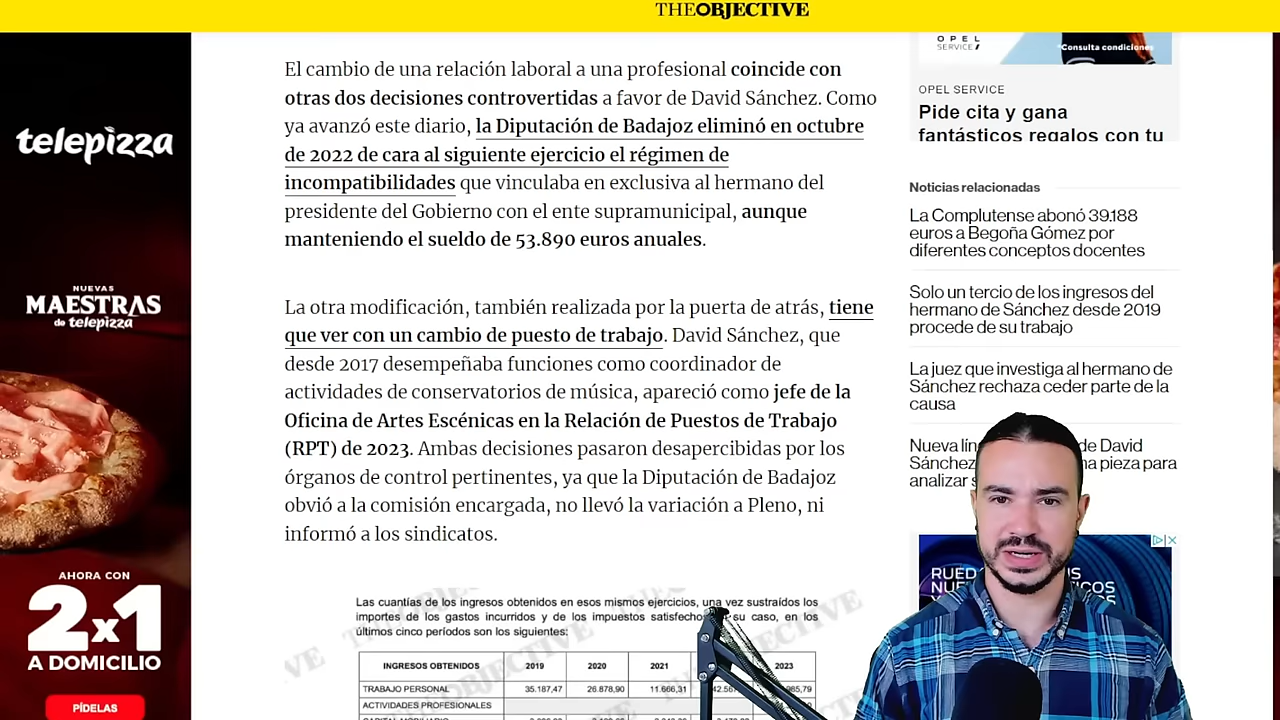 THEOBJECTIVE
telepizza
NUEVAS
MAESTRAS
de telepizza
AHORA CON
2x1
A DOMICILIO
PÍDELAS
El cambio de una relación laboral a una profesional coincide con
otras dos decisiones controvertidas a favor de David Sánchez. Como
ya avanzó este diario, la Diputación de Badajoz eliminó en octubre
de 2022 de cara al siguiente ejercicio el régimen de
incompatibilidades que vinculaba en exclusiva al hermano del
presidente del Gobierno con el ente supramunicipal, aunque
manteniendo el sueldo de 53.890 euros anuales.
La otra modificación, también realizada por la puerta de atrás, tiene
que ver con un cambio de puesto de trabajo. David Sánchez, que
desde 2017 desempeñaba funciones como coordinador de
actividades de conservatorios de música, apareció como jefe de la
Oficina de Artes Escénicas en la Relación de Puestos de Trabajo
(RPT) de 2023. Ambas decisiones pasaron desapercibidas por los
órganos de control pertinentes, ya que la Diputación de Badajoz
obvió a la comisión encargada, no llevó la variación a Pleno, ni
informó a los sindicatos.
Las cuantías de los ingresos obtenidos en esos mismos ejercicios, una vez sustraídos los
importes de los gastos incurridos y de los impuestos satisfechos su caso, en los
últimos cinco períodos son los siguientes:
INGRESOS OBTENIDOS 2019 2020 2021 2023
TRABAJO PERSONAL 35.187,47 26.878,90 11.666,31
ACTIVIDADES
PROFESIONALES
OPEL
SERVICE
*Consulta condiciones
OPEL SERVICE
Pide cita y gana
fantásticos regalos con tu
Noticias relacionadas
La Complutense abonó 39.188
euros a Begoña Gómez por
diferentes conceptos docentes
Solo un tercio de los ingresos del
hermano de Sánchez desde 2019
procede de su trabajo
La juez que investiga al hermano de
Sánchez rechaza ceder parte de la
causa
Nueva de David
Sánchez pieza para
analizar